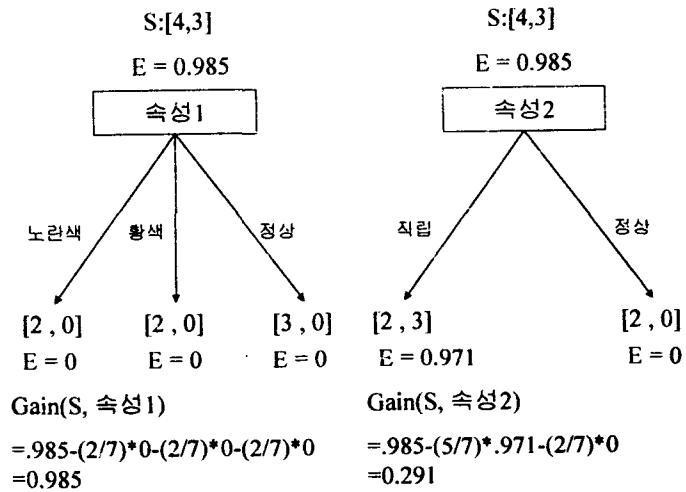 S:[4,3]
E = 0.985
속성1
노란색
황색
정상
[2 , 0]
E = 0
[2 , 0]
E = 0
[3 , 0]
E = 0
Gain(S, 속성1)
=.985-(2/7)*0-(2/7)*0-(2/7)*0
=0.985
S:[4,3]
E = 0.985
속성2
직립
정상
[2 , 3]
E = 0.971
[2 , 0]
E = 0
Gain(S, 속성2)
=.985-(5/7)*.971-(2/7)*0
=0.291